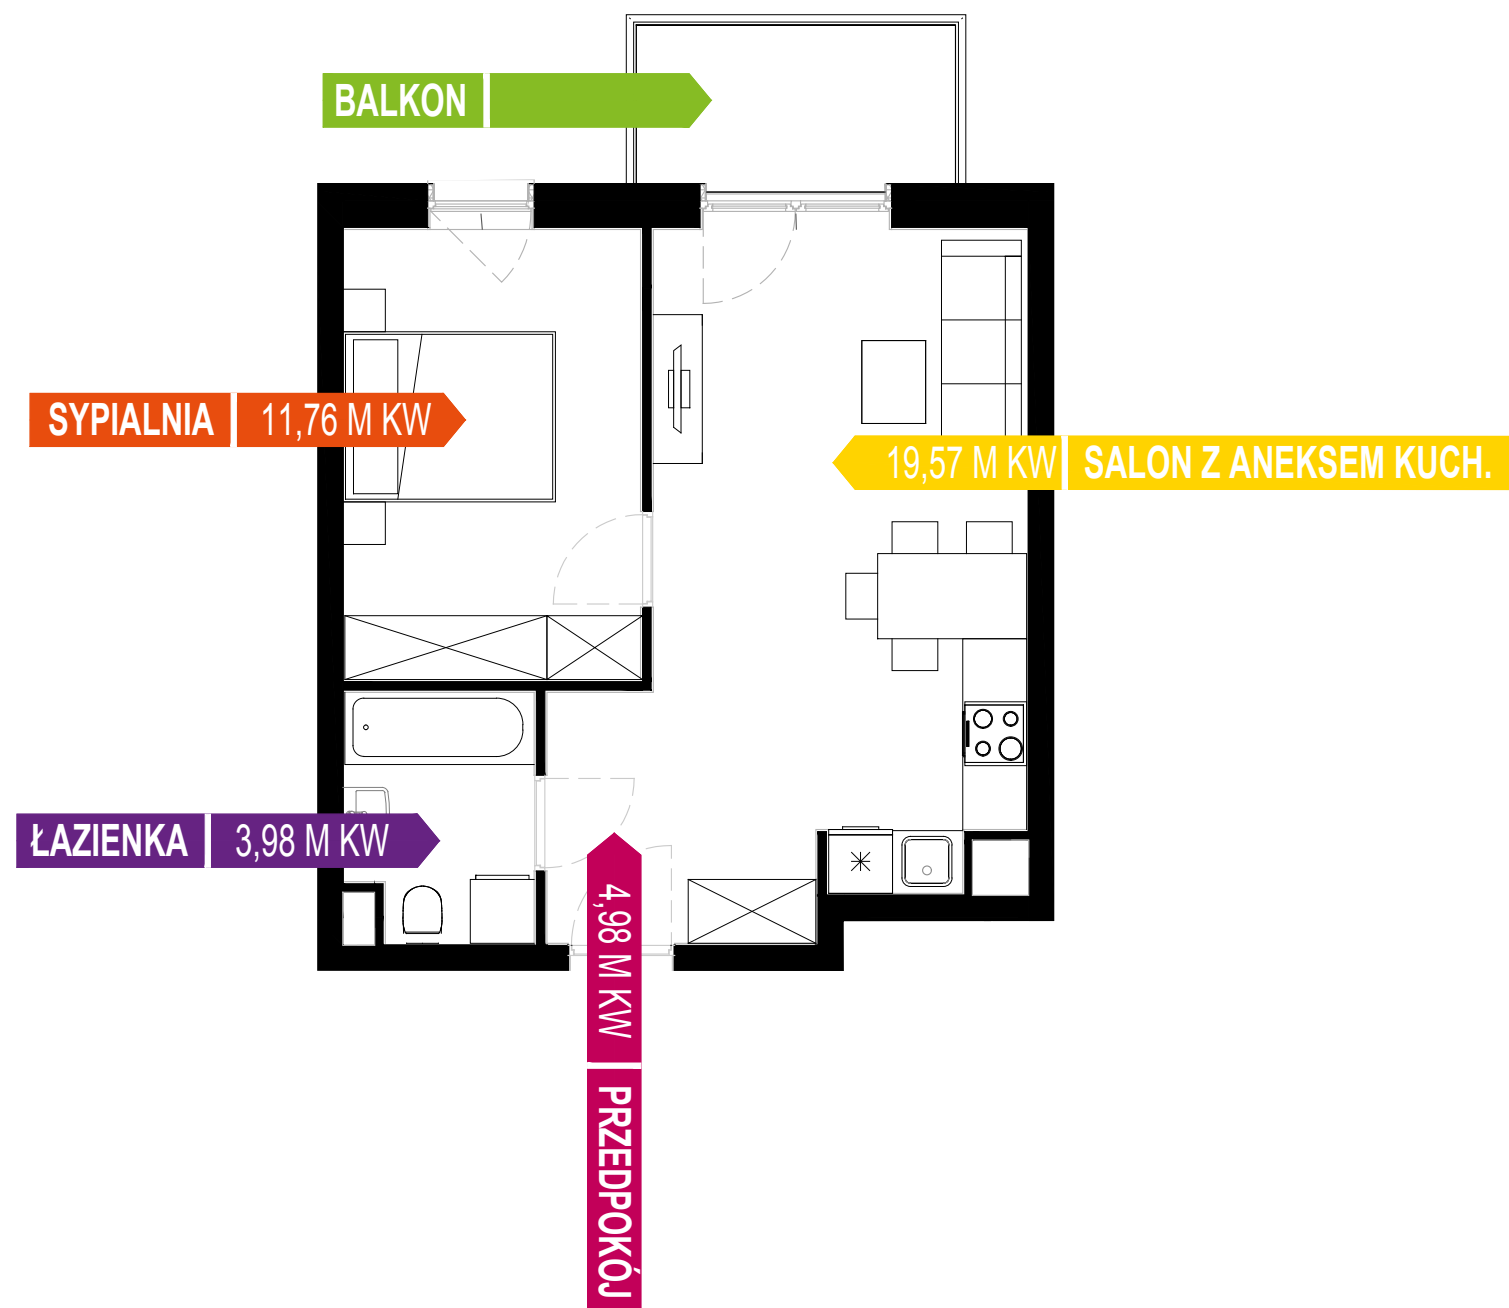 BALKON
SYPIALNIA 11,76 M KW
19,57 M KW SALON Z ANEKSEM KUCH.
ŁAZIENKA 3,98 M KW
4,98 M KW PRZEDPOKÓJ